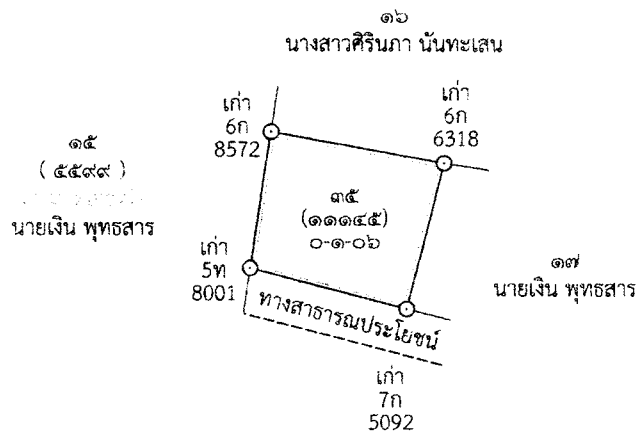 ๑๖
นางสาวศิรินภา นันทะเสน
เก่า
6ก
8572
เก่า
6ก
6318
๑๕
( ๕๕๙๙ )
นายเงิน พุทธสาร
๓๕
(๑๑๑๔๕)
๐-๑-๐๖
เก่า
5ท
8001
๑๗
นายเงิน พุทธสาร
ทางสาธารณประโยชน์
เก่า
7ก
5092